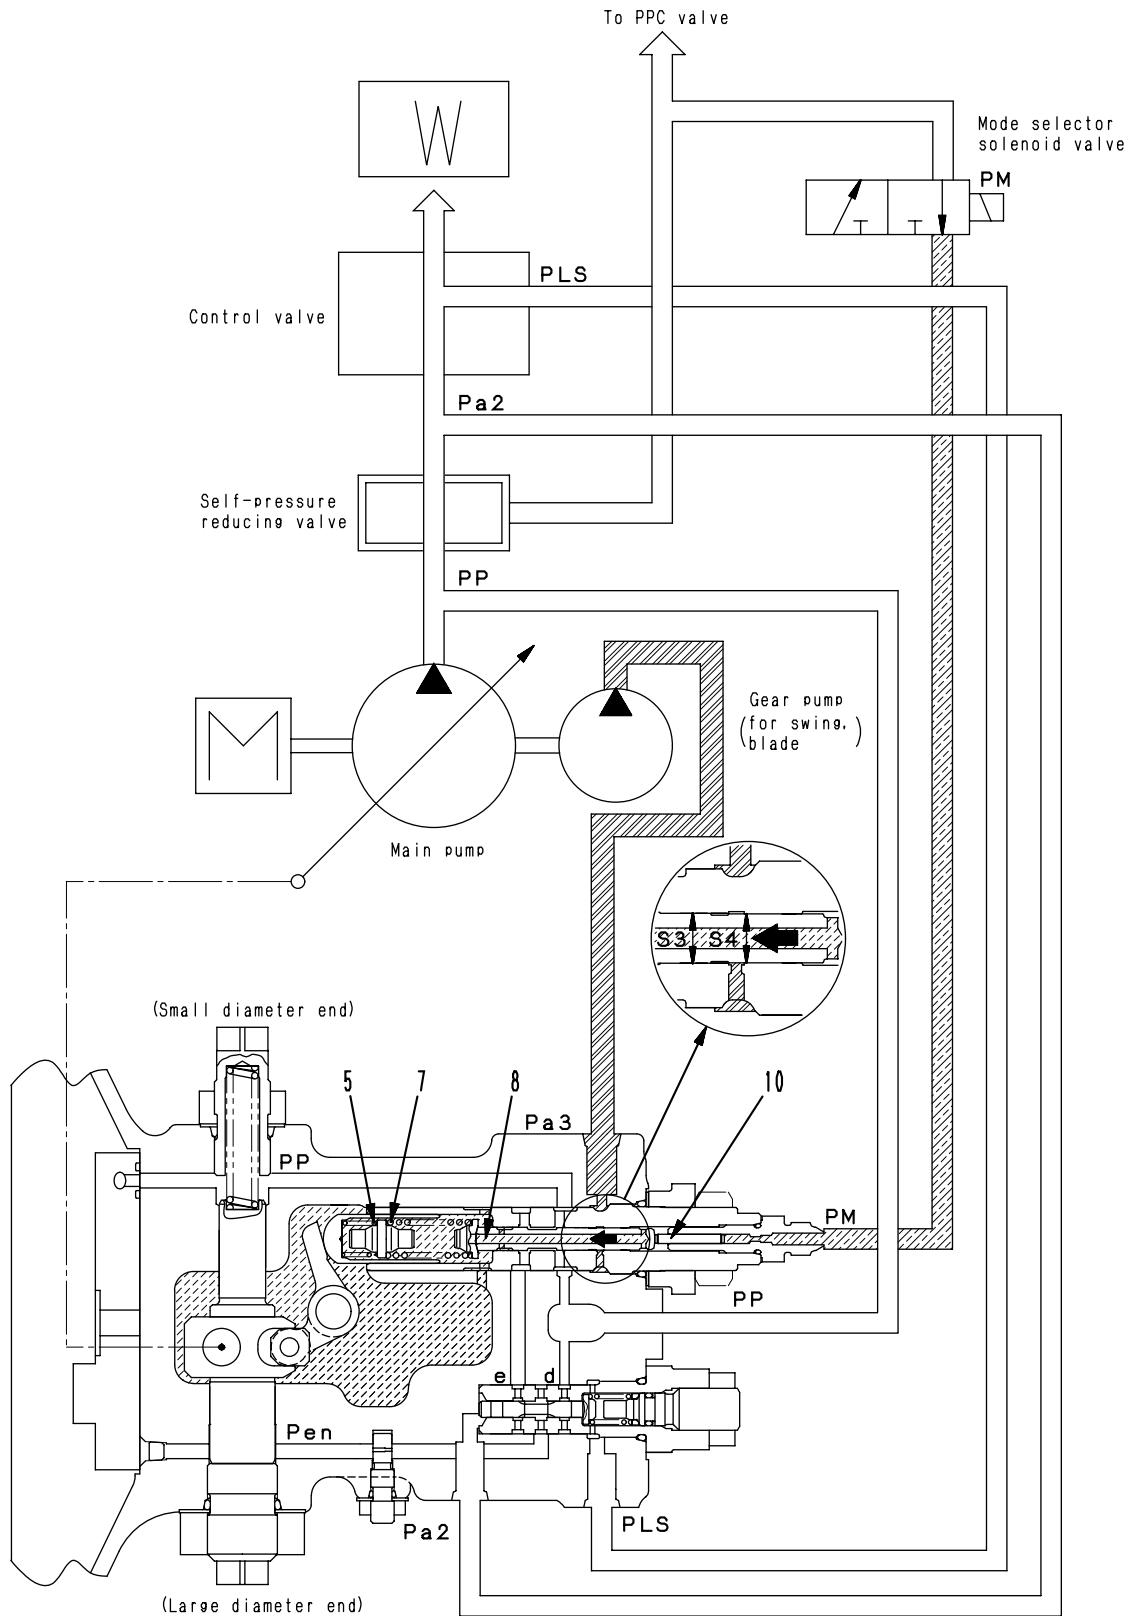 To PPC valve
W
Mode selector
solenoid valve
PM
PLS
Control valve
Pa2
Self-pressure
reducing valve
PP
Gear pump
(for swing,
blade)
M
Main pump
S3 S4
(Small diameter end)
5 7 8 10
Pa3
PP
PM
PP
e d
Pen
Pa2
PLS
(Large diameter end)